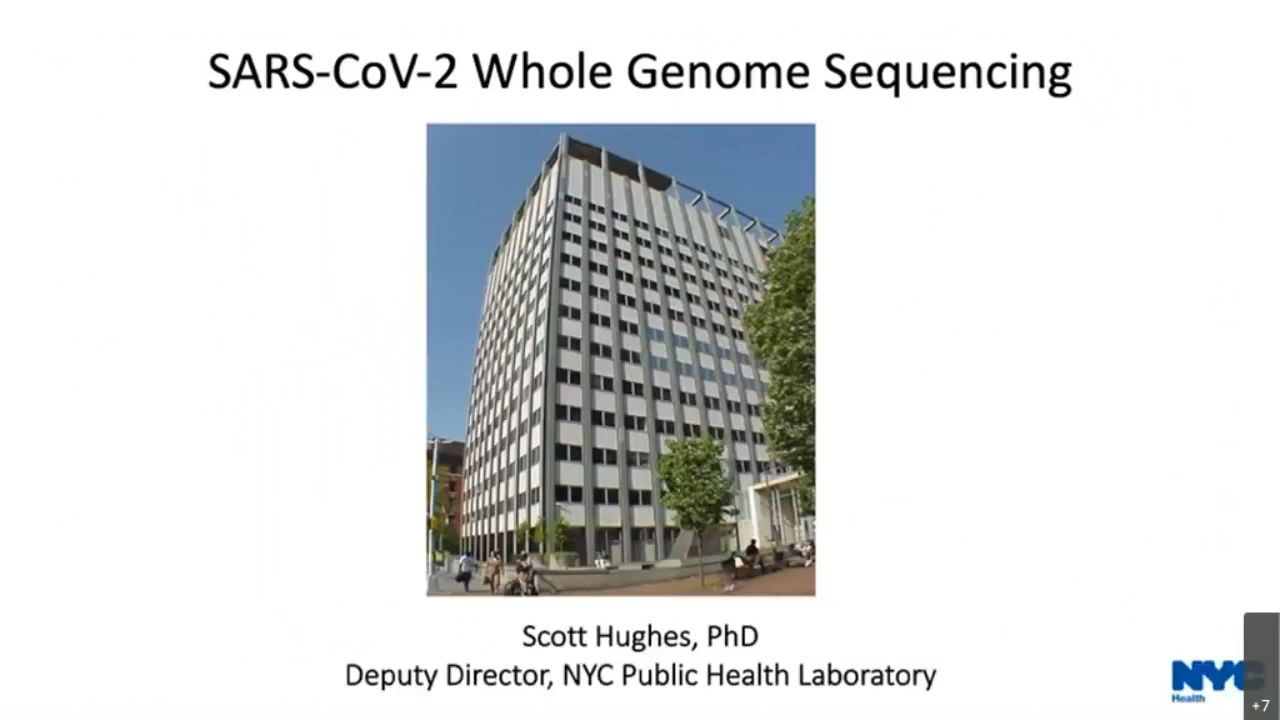 SARS-CoV-2 Whole Genome Sequencing
Scott Hughes, PhD
Deputy Director, NYC Public Health Laboratory
NYC
Health
+7